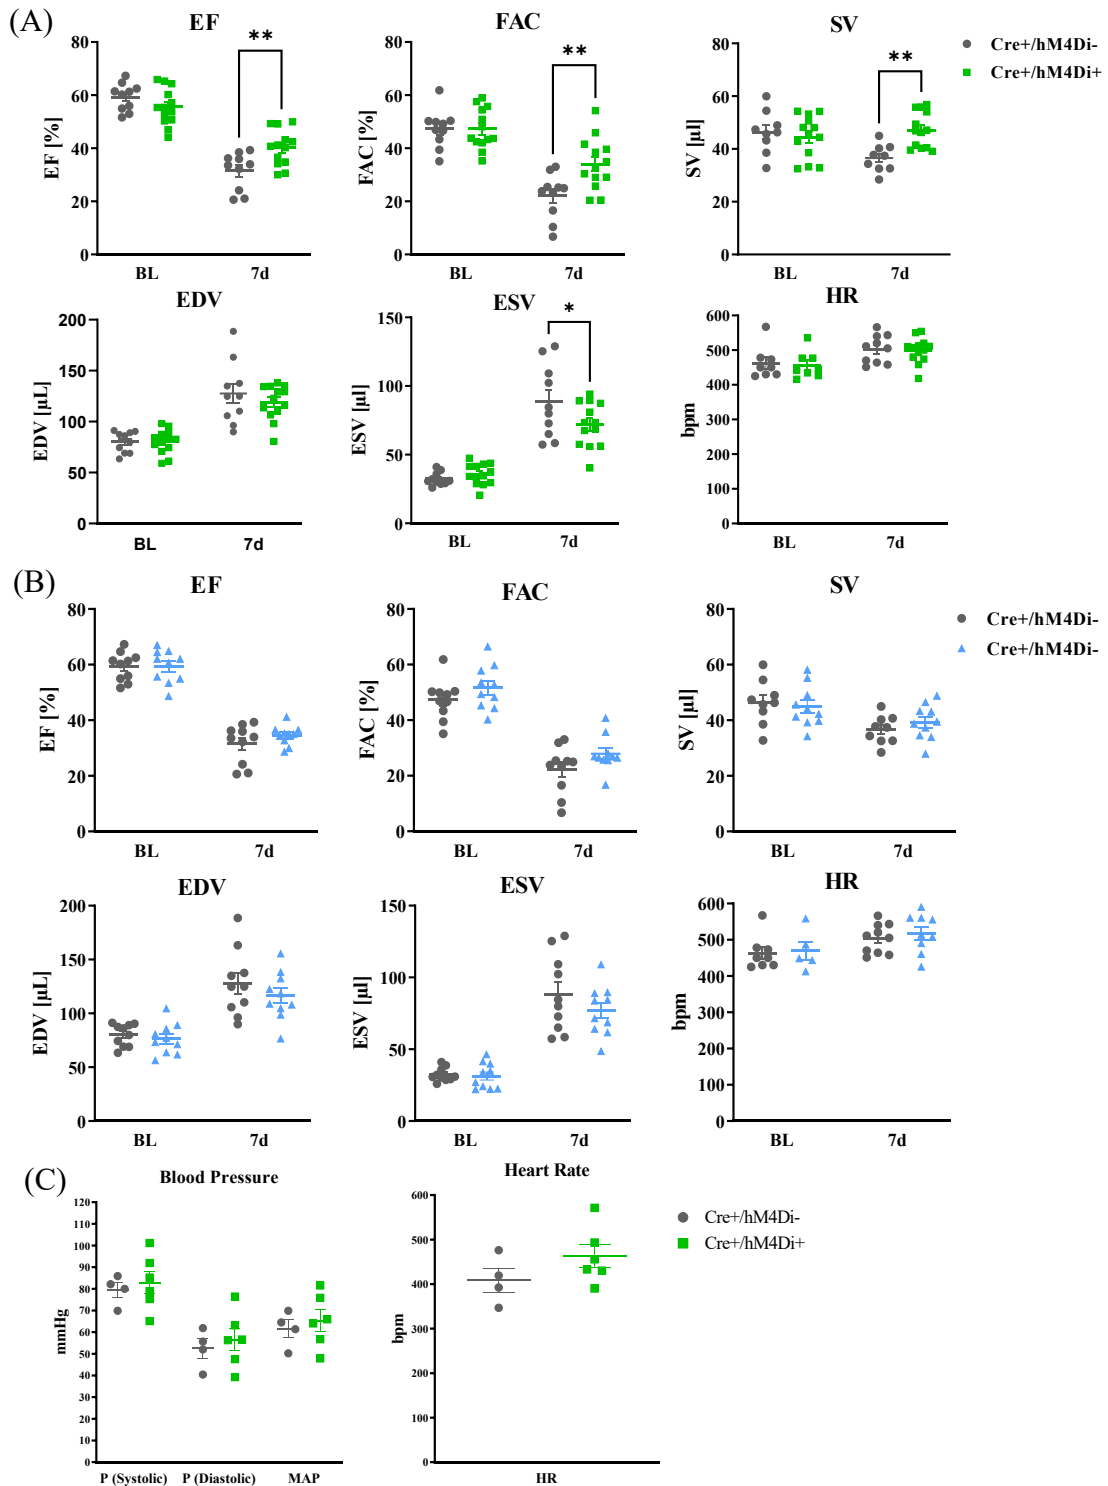 (A)
EF
FAC
SV
**
**
**
Cre+/hM4Di-
Cre+/hM4Di+
EF [%]
80
60
40
20
0
BL 7d
FAC [%]
80
60
40
20
0
BL 7d
SV [µl]
80
60
40
20
0
BL 7d
EDV
ESV
HR
*
EDV [µL]
200
150
100
50
0
BL 7d
ESV [µl]
150
100
50
0
BL 7d
bpm
600
500
400
300
200
100
0
BL 7d
(B)
EF
FAC
SV
Cre+/hM4Di-
Cre+/hM4Di-
EF [%]
80
60
40
20
0
BL 7d
FAC [%]
80
60
40
20
0
BL 7d
SV [µl]
80
60
40
20
0
BL 7d
EDV
ESV
HR
EDV [µL]
200
150
100
50
0
BL 7d
ESV [µl]
150
100
50
0
BL 7d
bpm
600
500
400
300
200
100
0
BL 7d
(C)
Blood Pressure
Heart Rate
Cre+/hM4Di-
Cre+/hM4Di+
mmHg
120
110
100
90
80
70
60
50
40
30
20
10
0
P (Systolic) P (Diastolic) MAP
bpm
600
500
400
300
200
100
0
HR